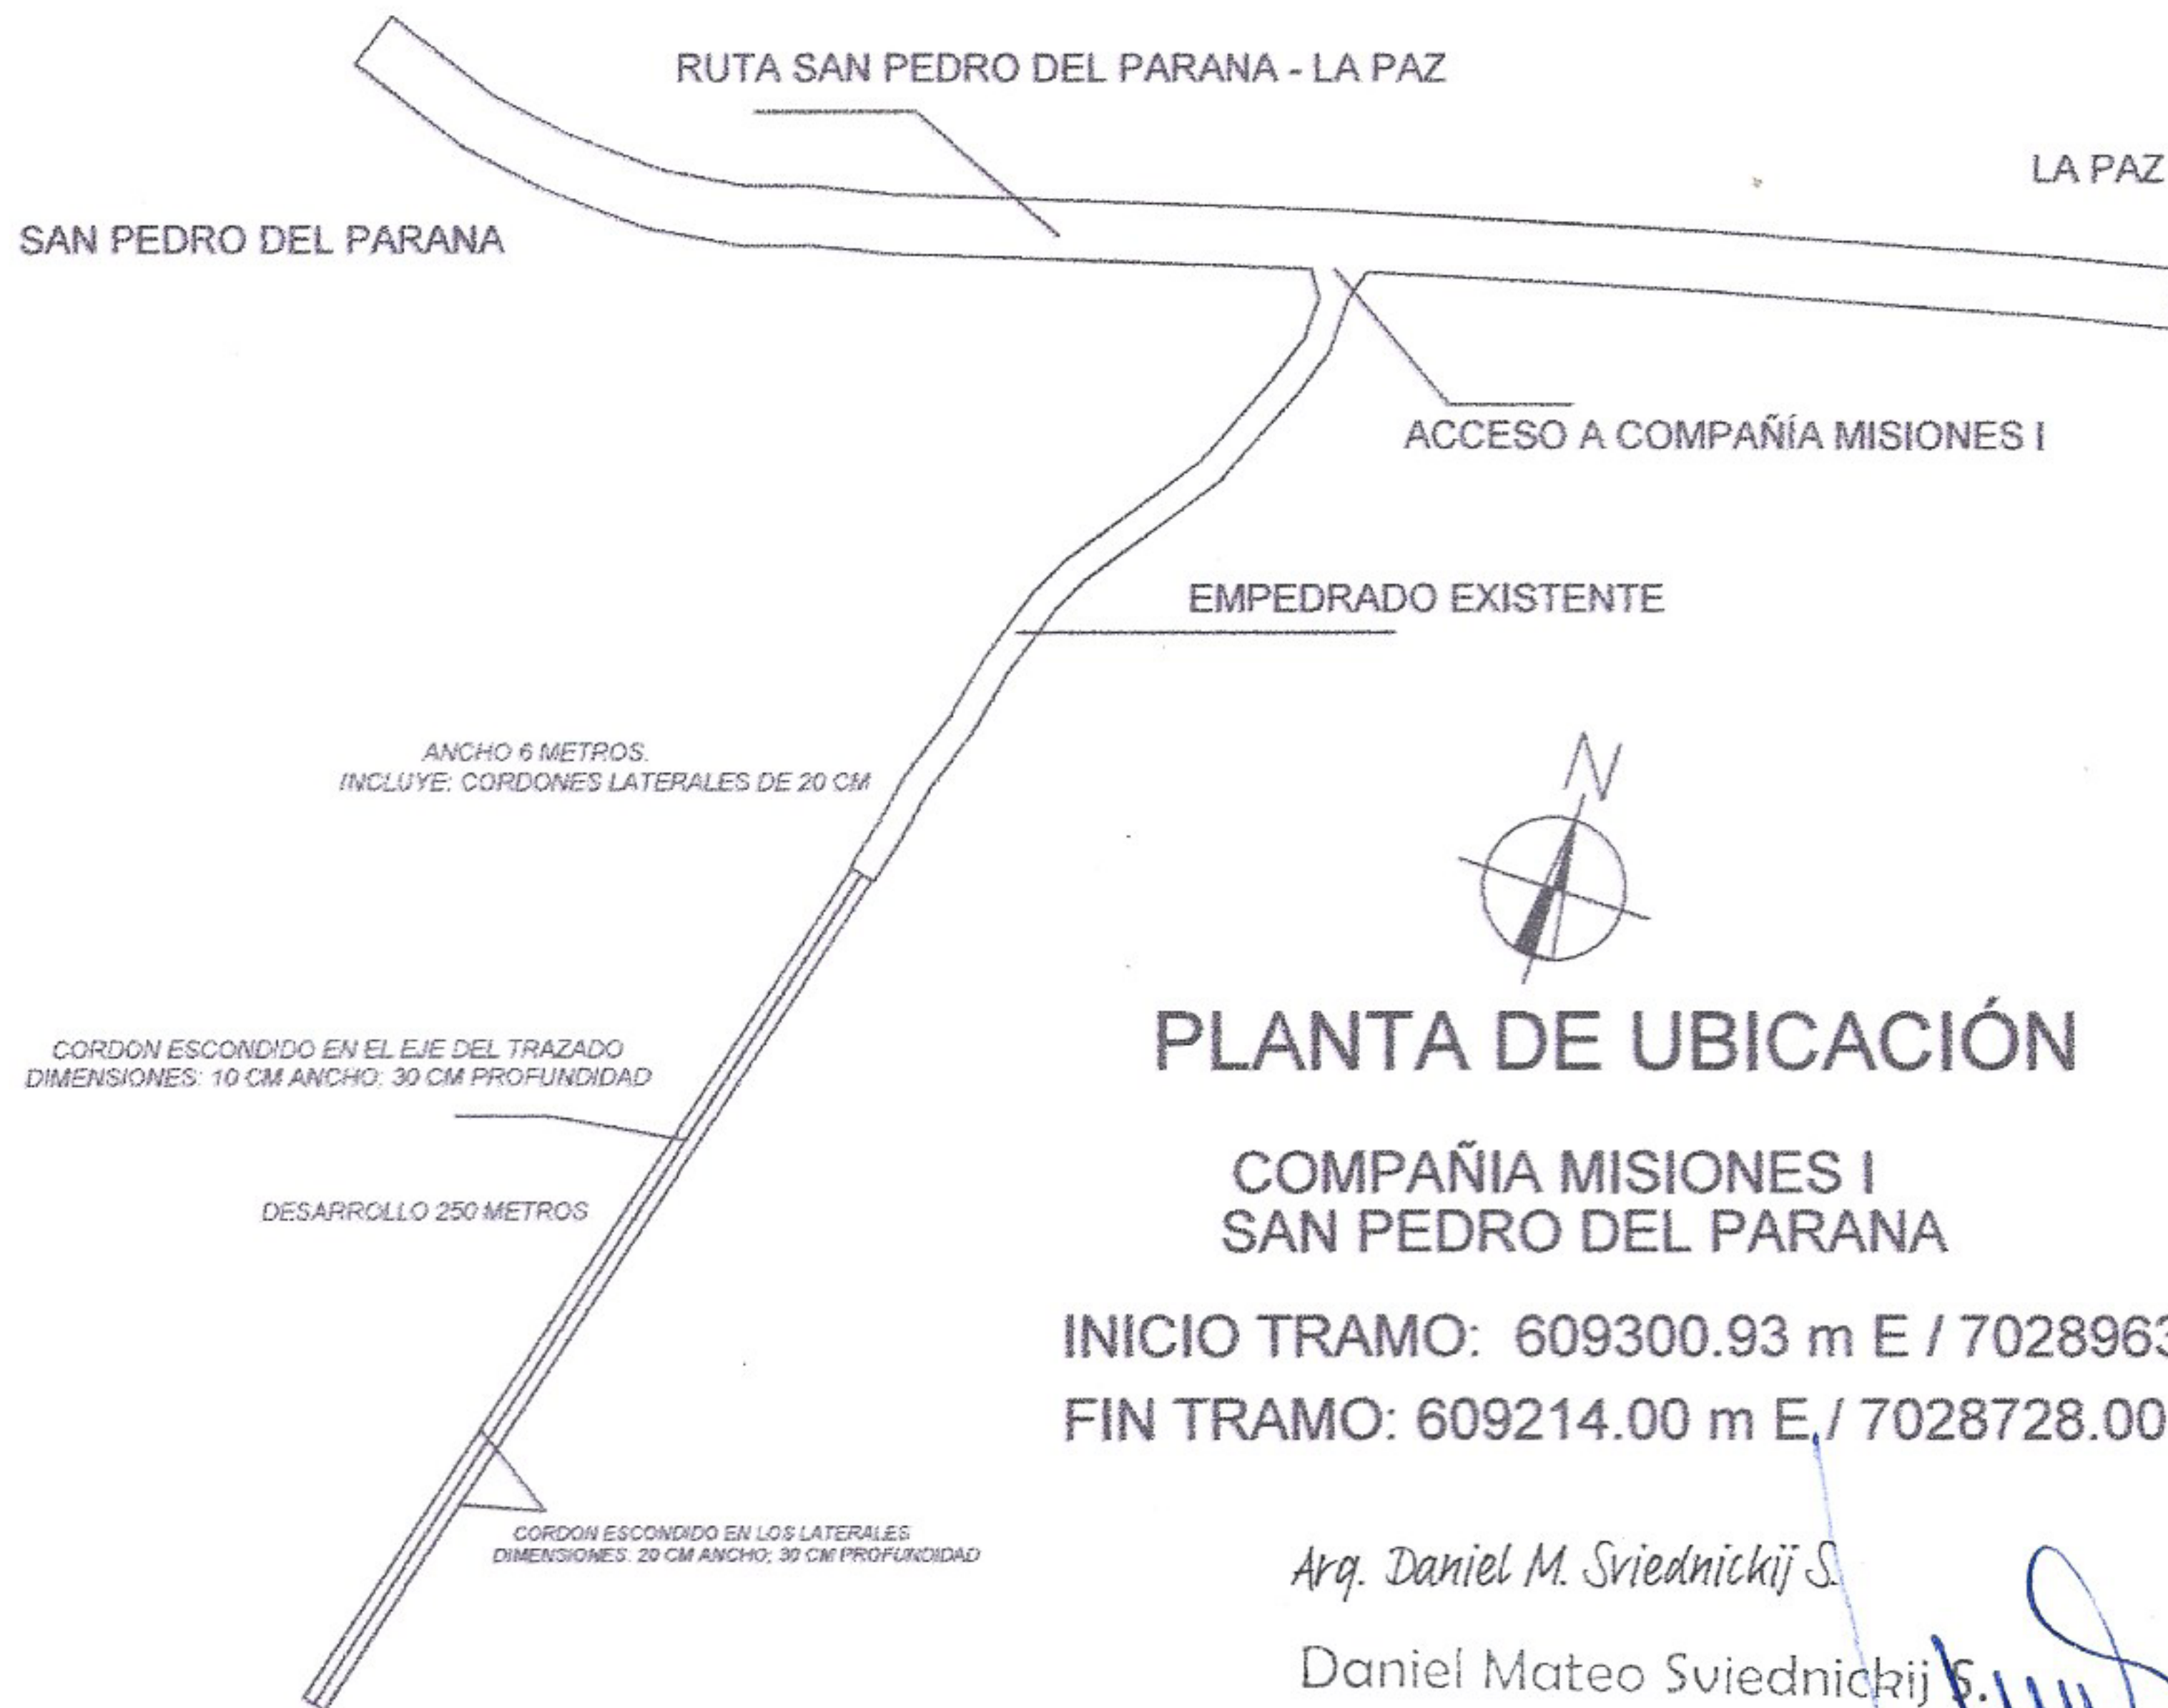 RUTA SAN PEDRO DEL PARANA - LA PAZ
LA PAZ
SAN PEDRO DEL PARANA
ACCESO A COMPAÑÍA MISIONES I
EMPEDRADO EXISTENTE
ANCHO 6 METROS.
INCLUYE: CORDONES LATERALES DE 20 CM
N
CORDON ESCONDIDO EN EL EJE DEL TRAZADO
DIMENSIONES: 10 CM ANCHO; 30 CM PROFUNDIDAD
PLANTA DE UBICACIÓN
COMPAÑIA MISIONES I
SAN PEDRO DEL PARANA
DESARROLLO 250 METROS
INICIO TRAMO: 609300.93 m E / 7028963
FIN TRAMO: 609214.00 m E / 7028728.00
CORDON ESCONDIDO EN LOS LATERALES
DIMENSIONES: 20 CM ANCHO; 30 CM PROFUNDIDAD
Arq. Daniel M. Sviednickij S.
Daniel Mateo Sviednickij S.